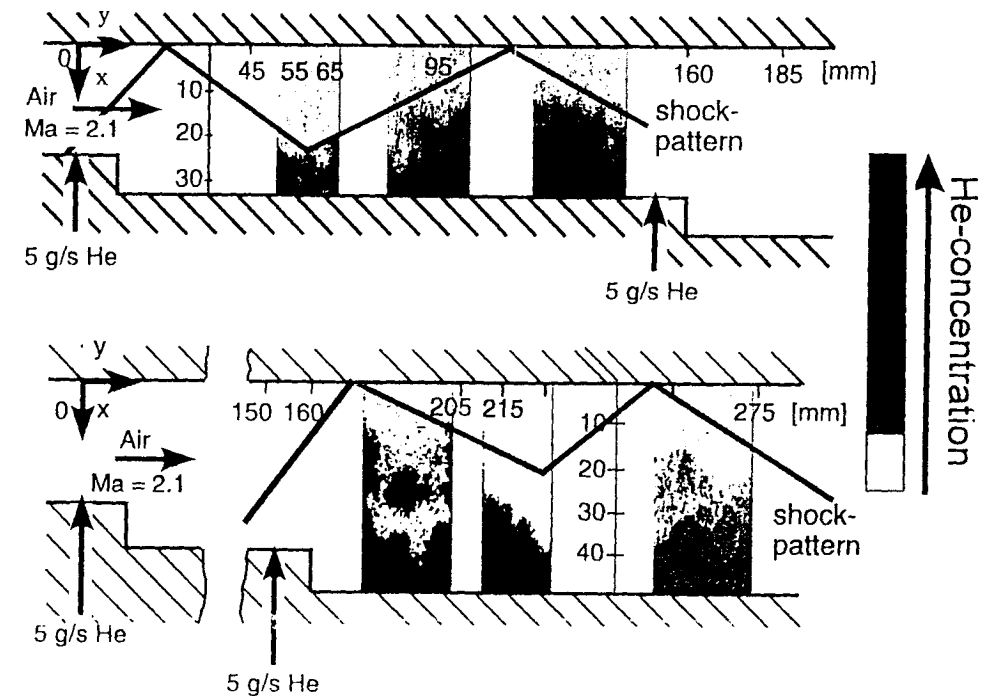 y
0
x
45 55 65 95 160 185 [mm]
10
20
30
Air
Ma = 2.1
shock-
pattern
5 g/s He
5 g/s He
He-concentration
y
0 x
150 160 205 215 275 [mm]
10
20
30
40
Air
Ma = 2.1
shock-
pattern
5 g/s He
5 g/s He